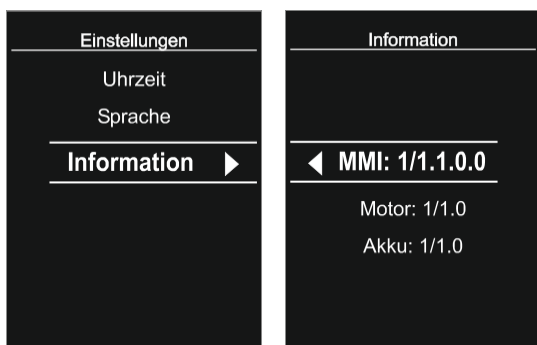 Einstellungen
Uhrzeit
Sprache
Information
Information
MMI: 1/1.1.0.0
Motor: 1/1.0
Akku: 1/1.0